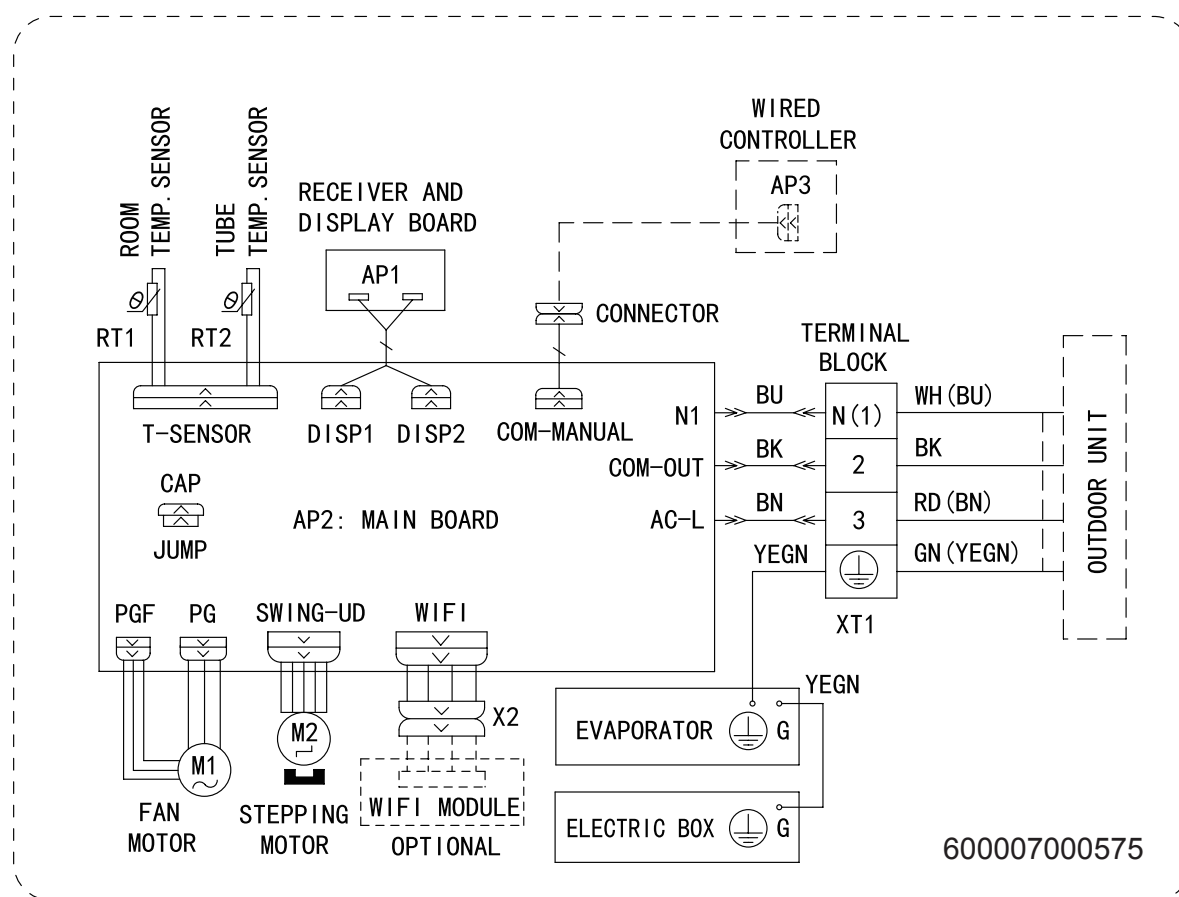 WIRED
CONTROLLER
AP3
ROOM
TEMP. SENSOR
TUBE
TEMP. SENSOR
RECEIVER AND
DISPLAY BOARD
AP1
θ
θ
RT1
RT2
CONNECTOR
TERMINAL
BLOCK
T-SENSOR
DISP1
DISP2
COM-MANUAL
N1
BU
N(1)
WH(BU)
COM-OUT
BK
2
BK
AC-L
BN
3
RD(BN)
YEGN
GN(YEGN)
XT1
OUTDOOR UNIT
CAP
JUMP
AP2: MAIN BOARD
PGF
PG
SWING-UD
WIFI
X2
M1
M2
FAN
MOTOR
STEPPING
MOTOR
WIFI MODULE
OPTIONAL
YEGN
EVAPORATOR
G
ELECTRIC BOX
G
600007000575